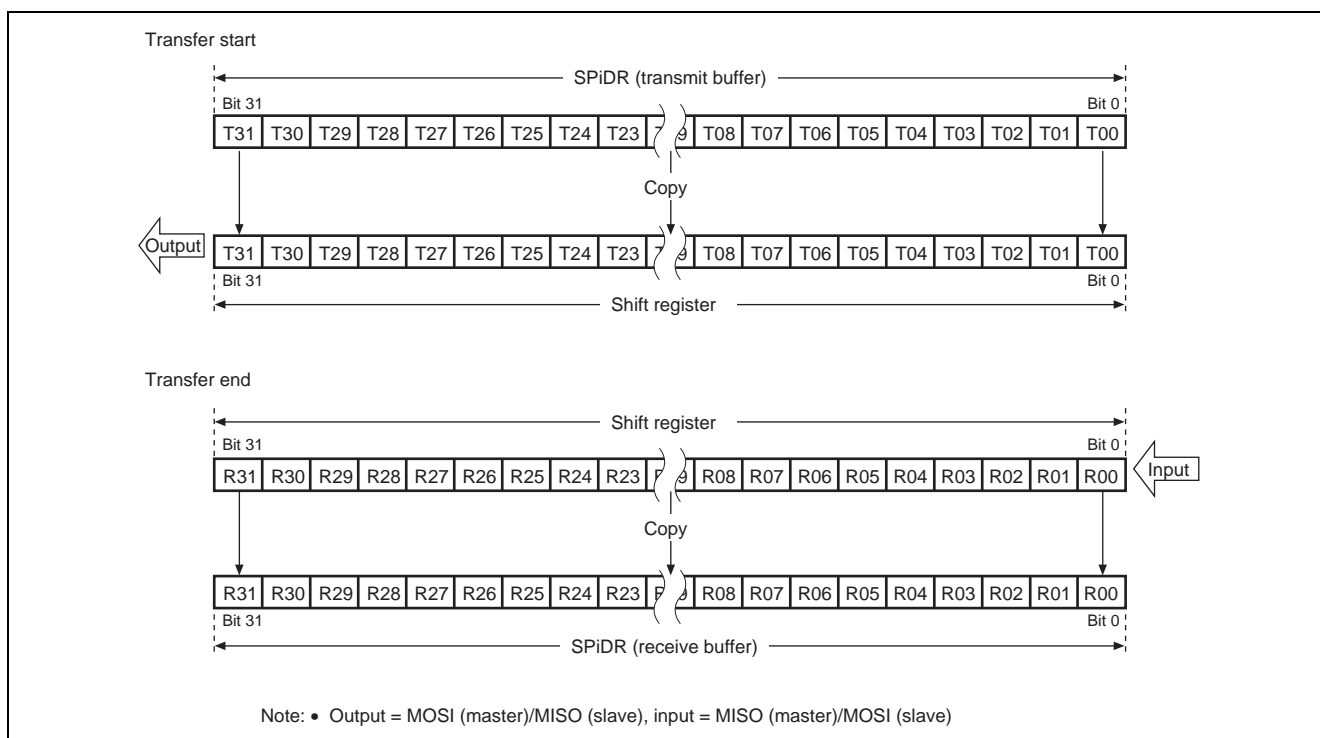 Transfer start
SPiDR (transmit buffer)
Bit 31 Bit 0
T31 T30 T29 T28 T27 T26 T25 T24 T23 T08 T07 T06 T05 T04 T03 T02 T01 T00
Copy
Output
T31 T30 T29 T28 T27 T26 T25 T24 T23 T08 T07 T06 T05 T04 T03 T02 T01 T00
Bit 31 Bit 0
Shift register
Transfer end
Shift register
Bit 31 Bit 0
R31 R30 R29 R28 R27 R26 R25 R24 R23 R08 R07 R06 R05 R04 R03 R02 R01 R00
Input
Copy
R31 R30 R29 R28 R27 R26 R25 R24 R23 R08 R07 R06 R05 R04 R03 R02 R01 R00
Bit 31 Bit 0
SPiDR (receive buffer)
Note: • Output = MOSI (master)/MISO (slave), input = MISO (master)/MOSI (slave)